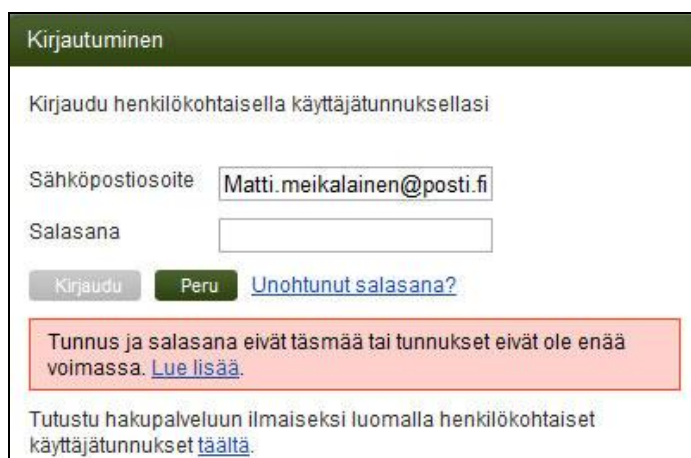 Kirjautuminen
Kirjaudu henkilökohtaisella käyttäjätunnuksellasi
Sähköpostiosoite Matti.meikalainen@posti.fi
Salasana
Kirjaudu Peru Unohtunut salasana?
Tunnus ja salasana eivät täsmää tai tunnukset eivät ole enää
voimassa. Lue lisää.
Tutustu hakupalveluun ilmaiseksi luomalla henkilökohtaiset
käyttäjätunnukset täältä.